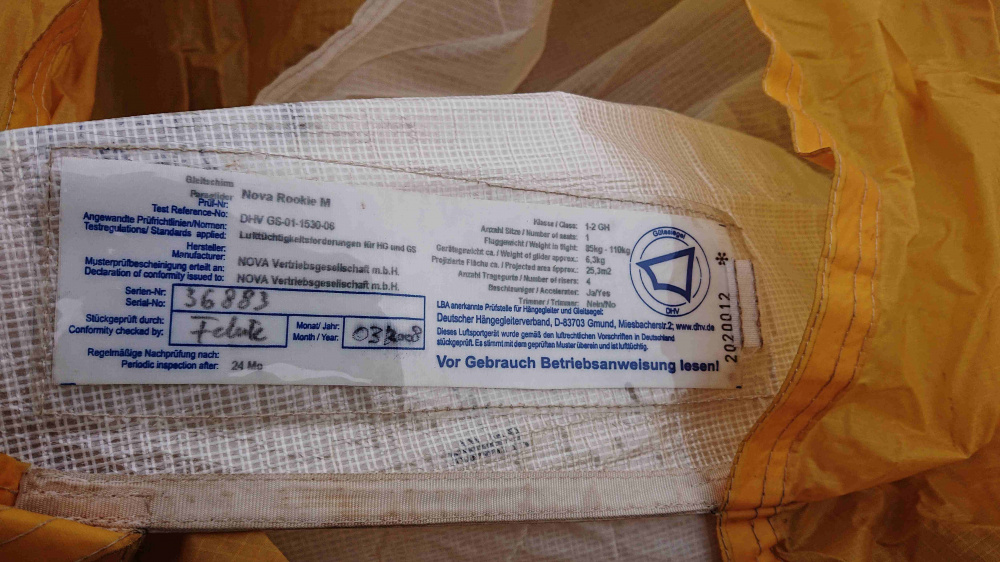 Gleitschirm
Paraglider
Nova Rookie M
Prüf-Nr:
Test Reference-No:
DHV GS-01-1536-06
Angewandte Prüfrichtlinien/Normen:
Testregulations/ Standards applied:
Lufttüchtigkeitsforderungen für HG und GS
Hersteller:
Manufacturer:
NOVA Vertriebsgesellschaft m.b.H.
Musterprüfbescheinigung erteilt an:
Declaration of conformity issued to:
NOVA Vertriebsgesellschaft m.b.H.
Serien-Nr:
Serial-No:
36883
Stückgeprüft durch:
Conformity checked by:
Monat/ Jahr:
Month / Year:
03 2008
Regelmäßige Nachprüfung nach:
Periodic inspection after:
24 Mo
Klasse / Class: 1-2 GH
Anzahl Sitze / Number of seats: 1
Fluggewicht / Weight in flight: 85kg - 110kg
Gerätegewicht ca. / Weight of glider approx.: 6,3kg
Projizierte Fläche ca. / Projected area approx.: 25,3m2
Anzahl Tragegurte / Number of risers: 4
Beschleuniger / Accelerator: Ja/Yes
Trimmer / Trimmer: Nein/No
LBA anerkannte Prüfstelle für Hängegleiter und Gleitsegel:
Deutscher Hängegleiterverband, D-83703 Gmund, Miesbacherstr.2; www.dhv.de
Dieses Luftsportgerät wurde gemäß den luftrechtlichen Vorschriften in Deutschland
stückgeprüft. Es stimmt mit dem geprüften Muster überein und ist lufttüchtig.
Vor Gebrauch Betriebsanweisung lesen!
Gütesiegel
DHV
2020012 *